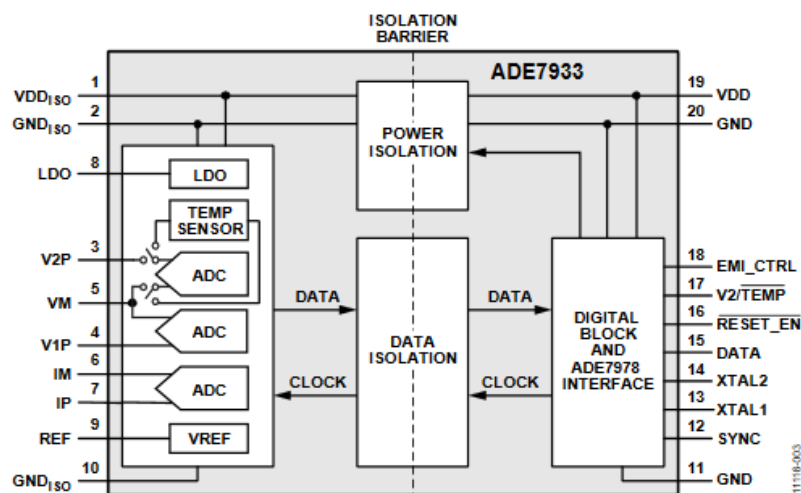 ISOLATION
BARRIER
ADE7933
1
VDDISO
2
GNDISO
8
LDO
3
V2P
5
VM
4
V1P
6
IM
7
IP
9
REF
10
GNDISO
LDO
TEMP
SENSOR
ADC
ADC
ADC
VREF
DATA
CLOCK
POWER
ISOLATION
DATA
ISOLATION
DATA
CLOCK
DIGITAL
BLOCK
AND
ADE7978
INTERFACE
19
VDD
20
GND
18
EMI_CTRL
17
V2/TEMP
16
RESET_EN
15
DATA
14
XTAL2
13
XTAL1
12
SYNC
11
GND
11116-003